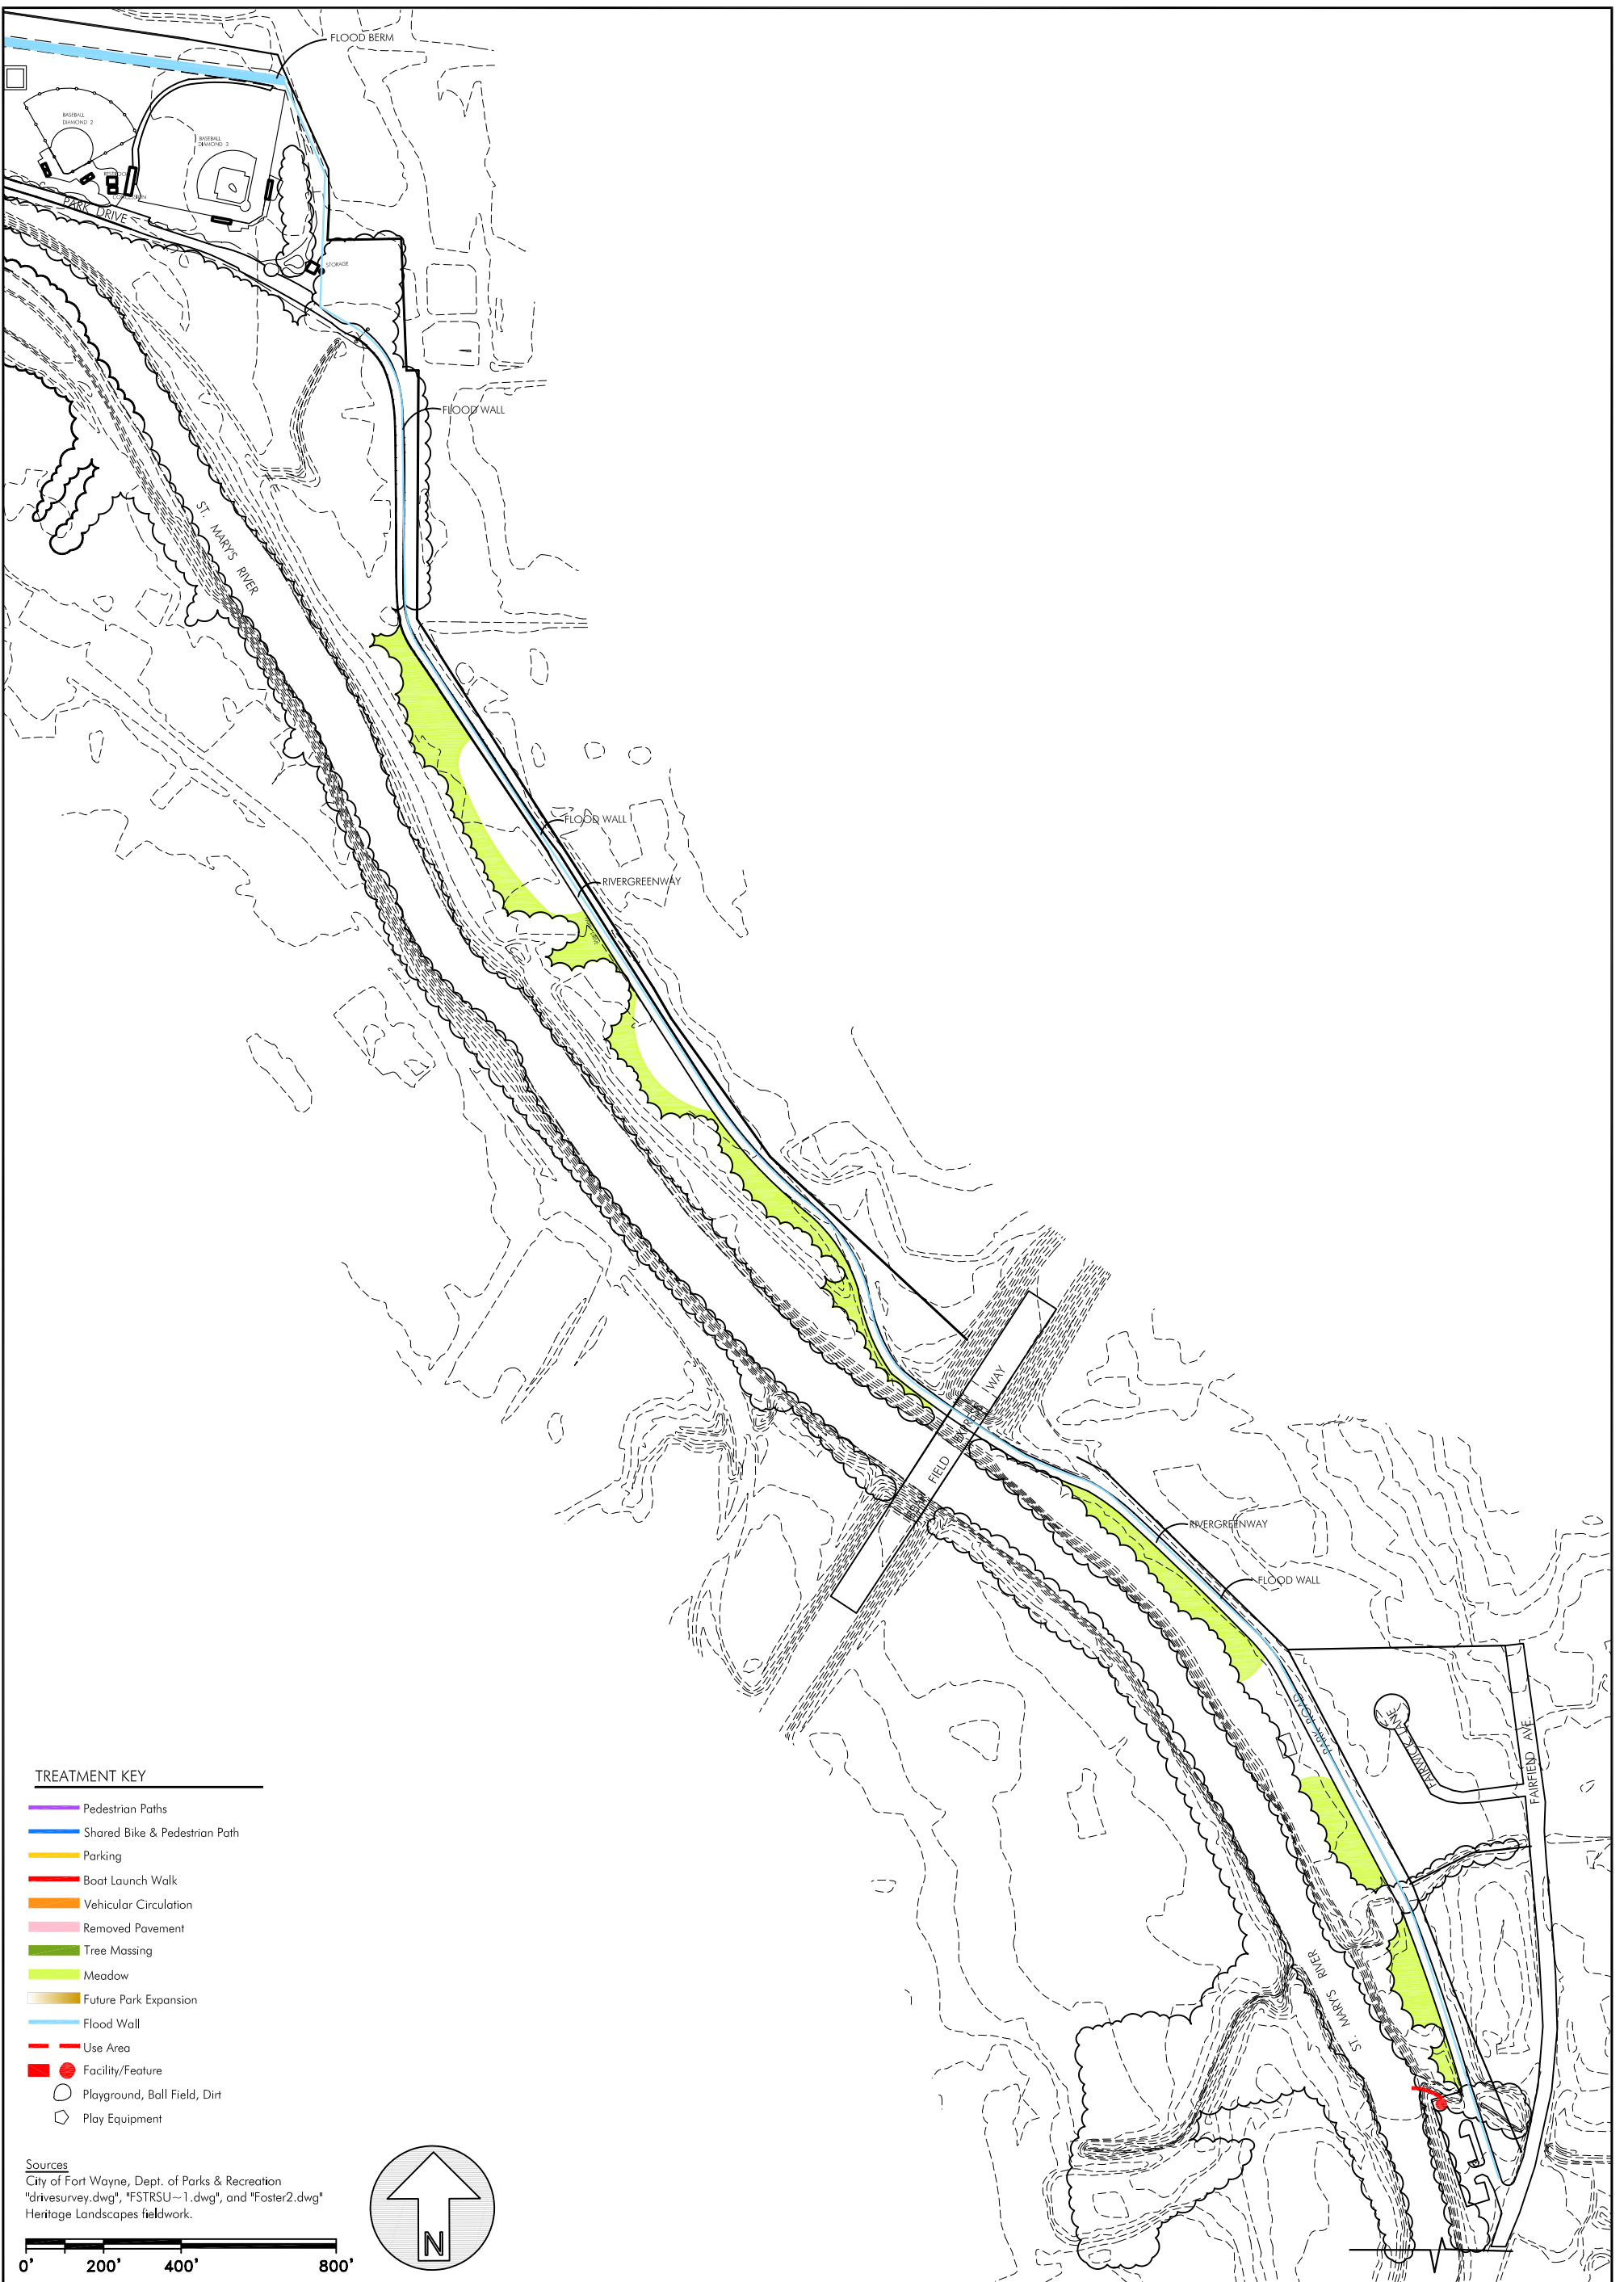 FLOOD BERM
BASEBALL
DIAMOND 2
BASEBALL
DIAMOND 3
PARK DRIVE
STORAGE
FLOOD WALL
ST. MARY'S RIVER
FLOOD WALL
RIVERGREENWAY
WAY
FIELD
RIVERGREENWAY
FLOOD WALL
PARK ROAD
FAIRWICK LANE
FAIRFIELD AVE.
ST. MARY'S RIVER
TREATMENT KEY
Pedestrian Paths
Shared Bike & Pedestrian Path
Parking
Boat Launch Walk
Vehicular Circulation
Removed Pavement
Tree Massing
Meadow
Future Park Expansion
Flood Wall
Use Area
Facility/Feature
Playground, Ball Field, Dirt
Play Equipment
Sources
City of Fort Wayne, Dept. of Parks & Recreation
"drivesurvey.dwg", "FSTRSU~1.dwg", and "Foster2.dwg"
Heritage Landscapes fieldwork.
0' 200' 400' 800'
N